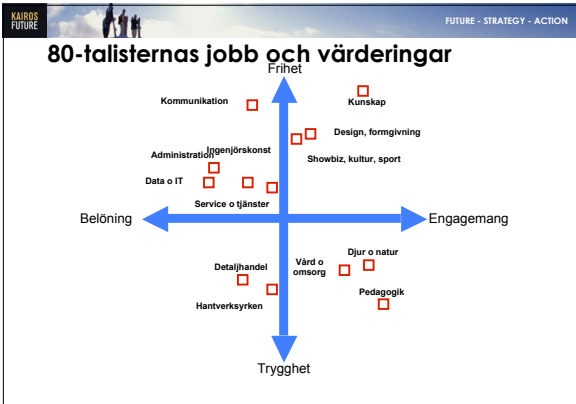 KAIROS
FUTURE
FUTURE - STRATEGY - ACTION
80-talisternas jobb och värderingar
Frihet
Kommunikation
Kunskap
Design, formgivning
Ingenjörskonst
Administration
Showbiz, kultur, sport
Data o IT
Service o tjänster
Belöning
Engagemang
Djur o natur
Vård o
omsorg
Detaljhandel
Pedagogik
Hantverksyrken
Trygghet